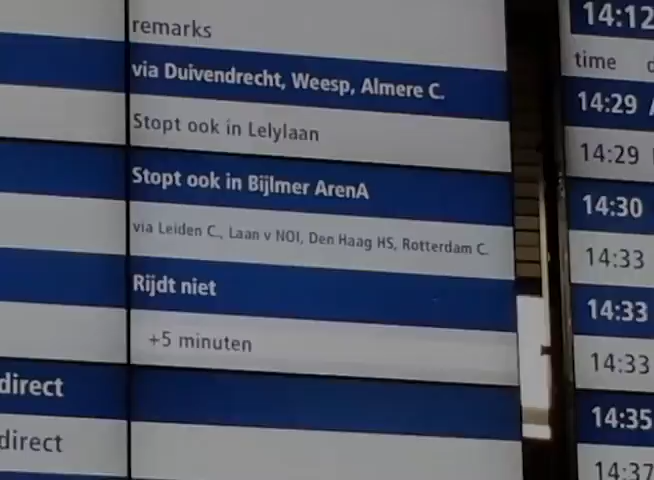 remarks
via Duivendrecht, Weesp, Almere C.
Stopt ook in Lelylaan
Stopt ook in Bijlmer ArenA
via Leiden C., Laan v NOI, Den Haag HS, Rotterdam C.
Rijdt niet
+5 minuten
direct
direct
14:12
time
14:29
14:29
14:30
14:33
14:33
14:33
14:35
14:37